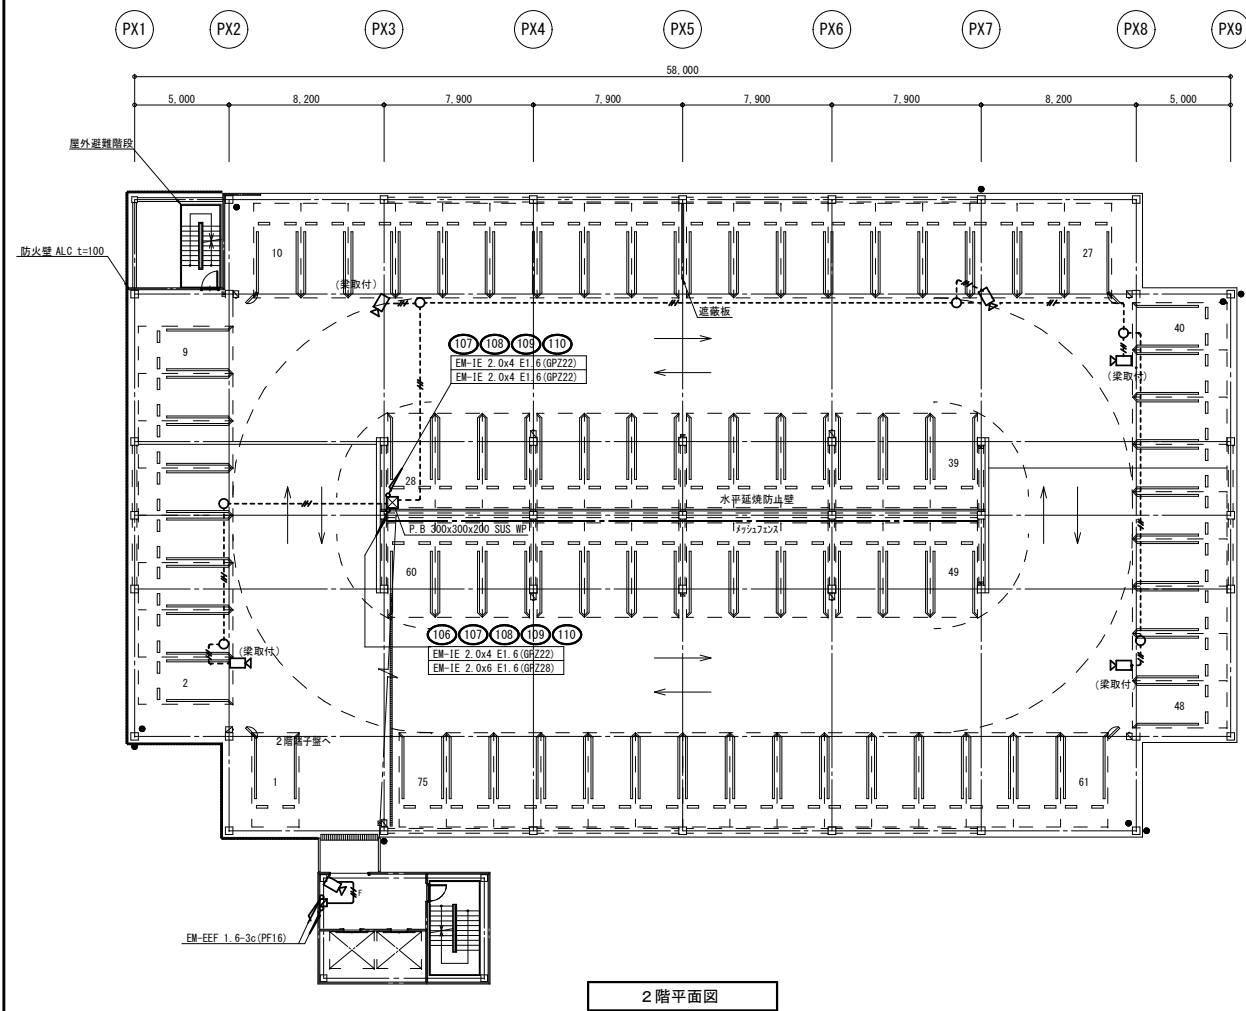 PX1 PX2 PX3 PX4 PX5 PX6 PX7 PX8 PX9
58,000
5,000 8,200 7,900 7,900 7,900 7,900 8,200 5,000
屋外避難階段
防火壁 ALC t=100
10
27
(梁取付)
遮蔽板
40
9
107 108 109 110
EM-IE 2.0x4 E1.6(GPZ22)
EM-IE 2.0x4 E1.6(GPZ22)
(梁取付)
28
39
水平延焼防止壁
P.B 300x300x200 SUS WP
メッシュフェンス
60
49
106 107 108 109 110
EM-IE 2.0x4 E1.6(GPZ22)
EM-IE 2.0x6 E1.6(GPZ28)
(梁取付)
2
(梁取付)
48
2階端子盤へ
1
75
61
F
EM-EEF 1.6-3c(PF16)
2階平面図